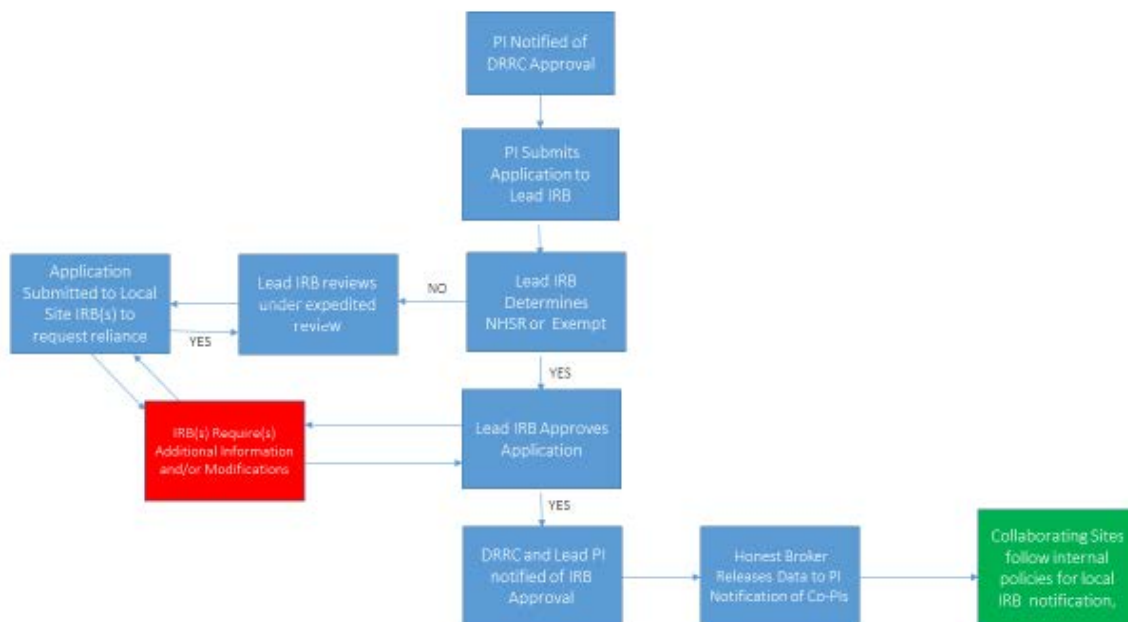 PI Notified of
DRRC Approval
PI Submits
Application to
Lead IRB
Application
Submitted to Local
Site IRB(s) to
request reliance
Lead IRB reviews
under expedited
review
NO
Lead IRB
Determines
NHSR or Exempt
YES
YES
IRB(s) Require(s)
Additional Information
and/or Modifications
Lead IRB Approves
Application
YES
DRRC and Lead PI
notified of IRB
Approval
Honest Broker
Releases Data to PI
Notification of Co-PIs
Collaborating Sites
follow internal
policies for local
IRB notification,